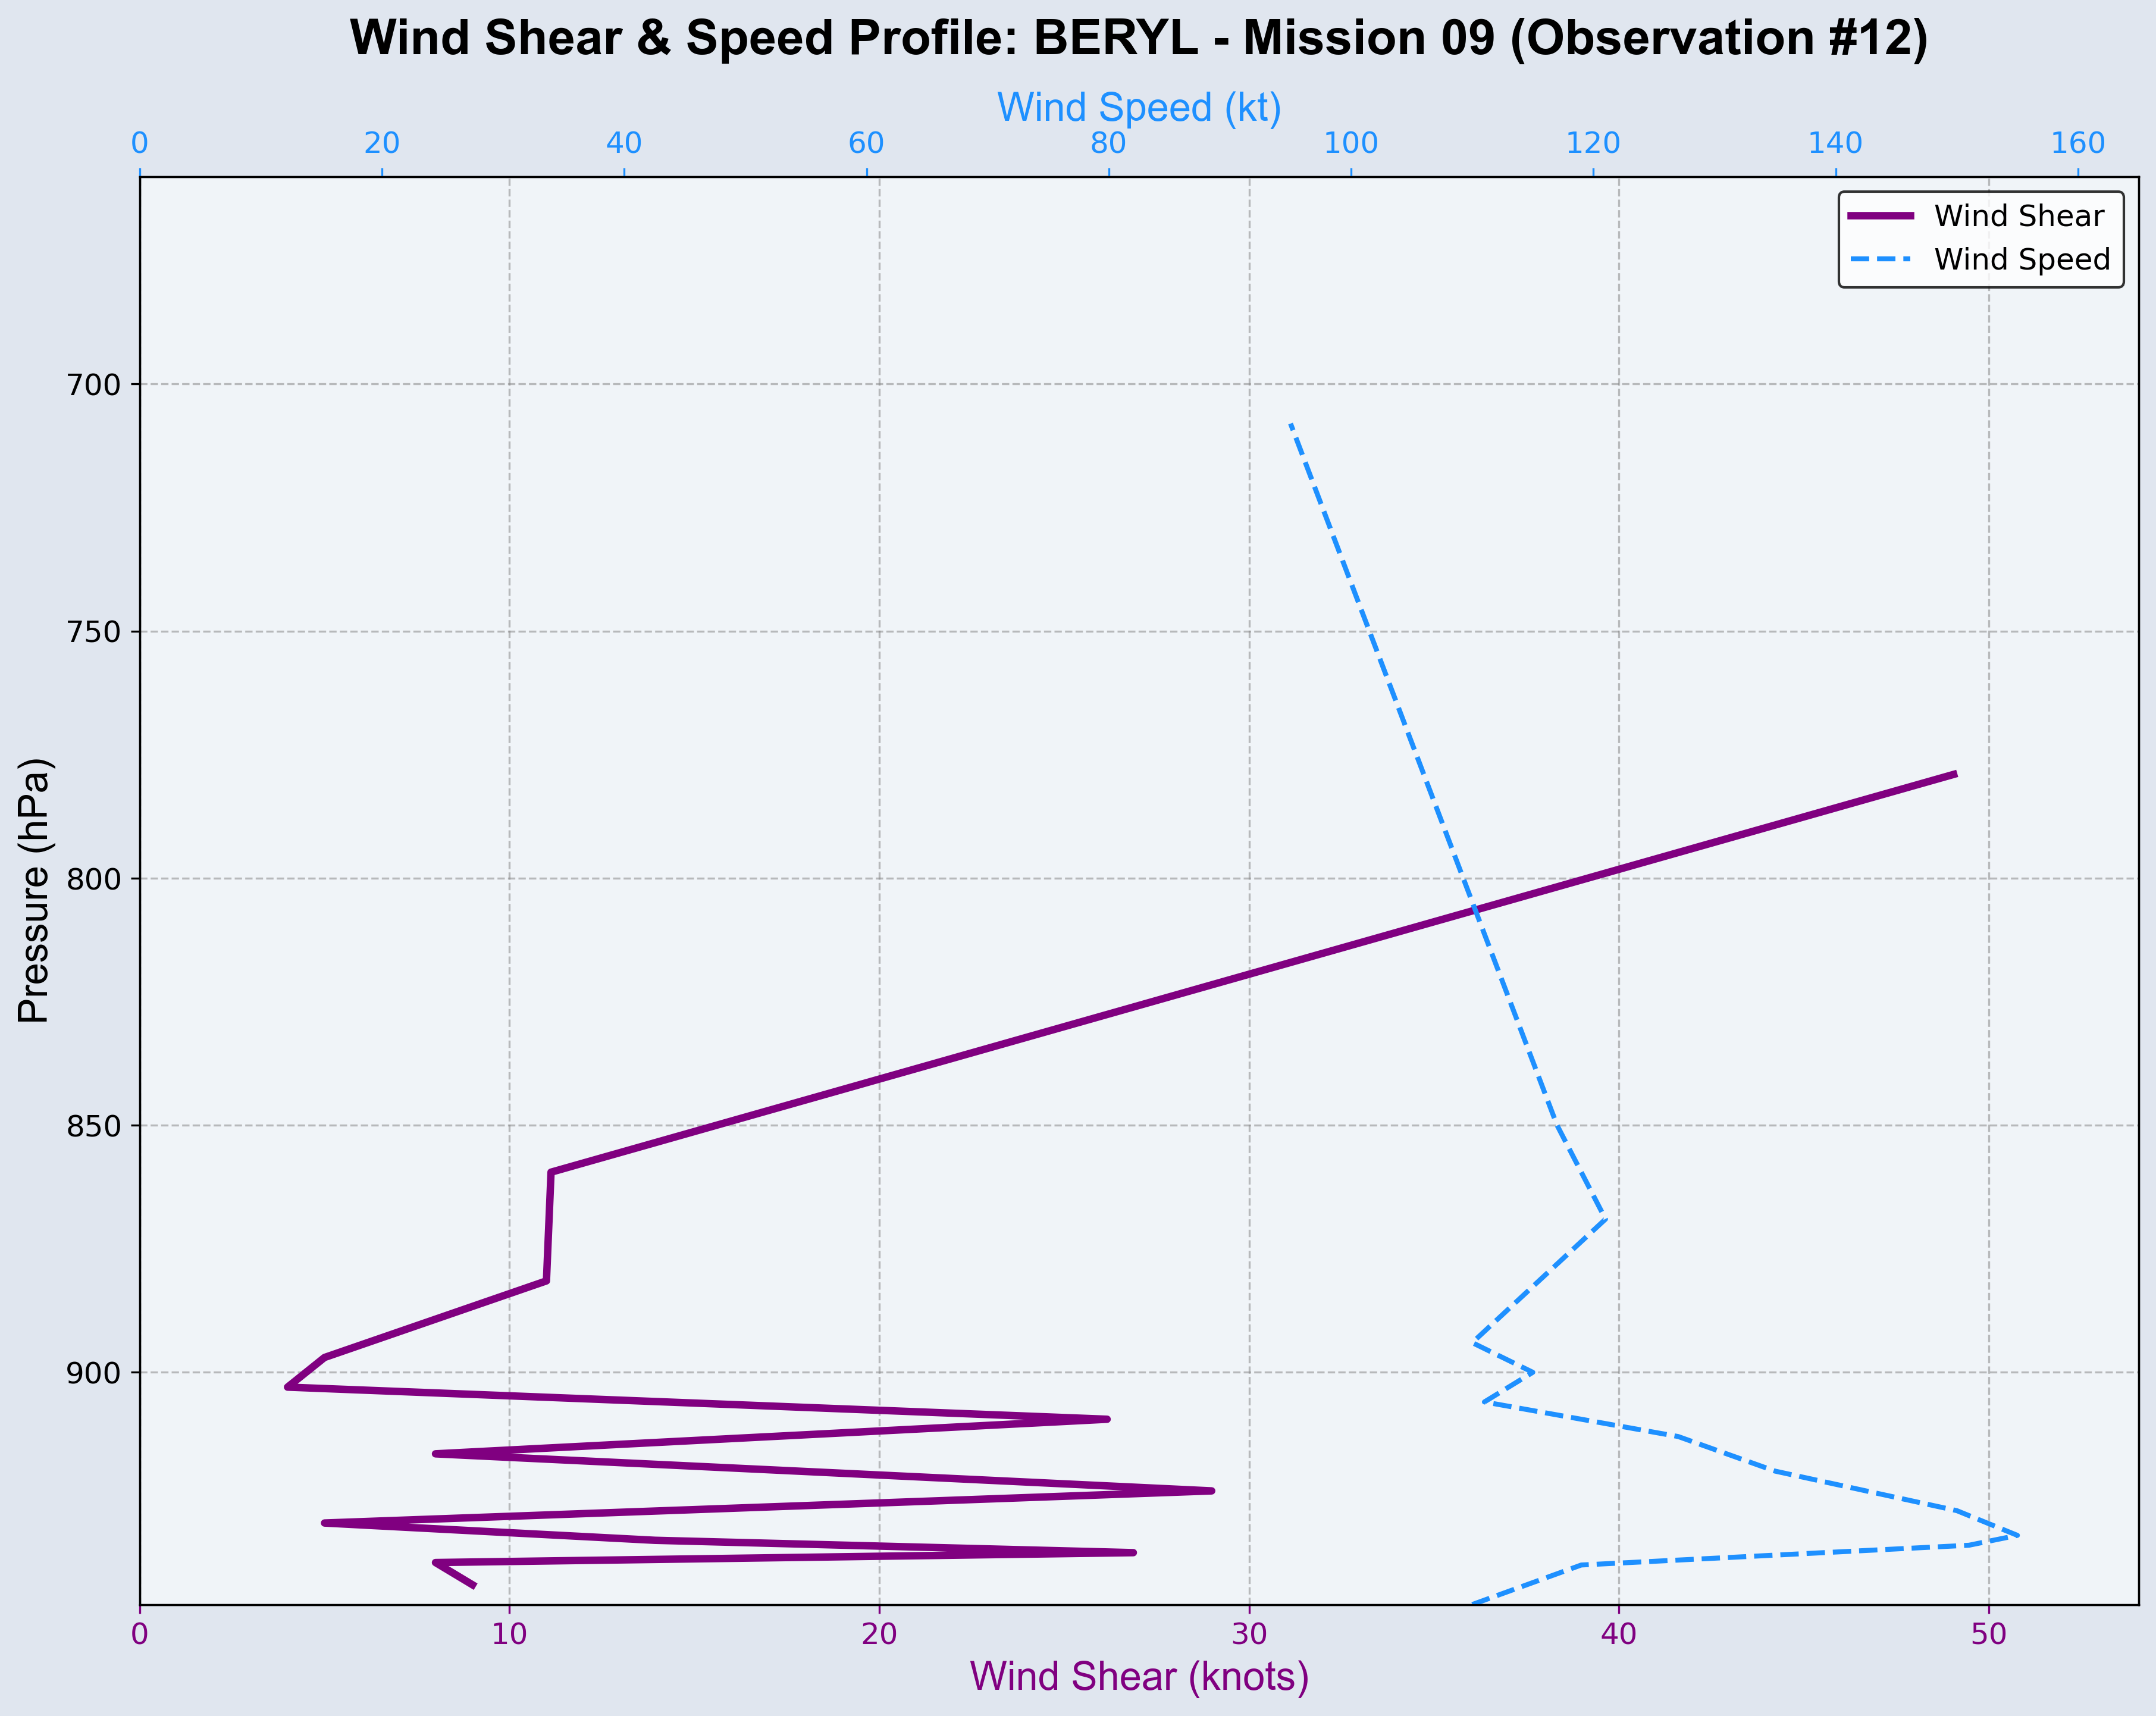 Wind Shear & Speed Profile: BERYL - Mission 09 (Observation #12)
Wind Speed (kt)
0 20 40 60 80 100 120 140 160
Wind Shear
Wind Speed
700
750
800
850
900
Pressure (hPa)
0 10 20 30 40 50
Wind Shear (knots)